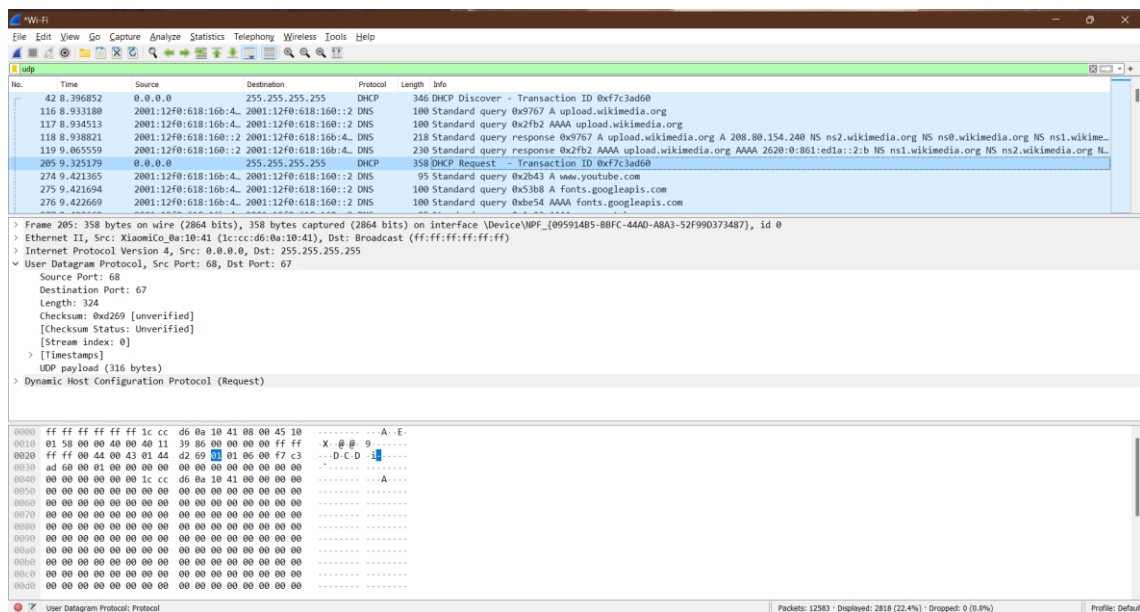 *Wi-Fi
File Edit View Go Capture Analyze Statistics Telephony Wireless Tools Help
udp
No. Time Source Destination Protocol Length Info
42 8.396852 0.0.0.0 255.255.255.255 DHCP 346 DHCP Discover - Transaction ID 0xf7c3ad60
116 8.933180 2001:12f0:618:16b:4… 2001:12f0:618:160::2 DNS 100 Standard query 0x9767 A upload.wikimedia.org
117 8.934513 2001:12f0:618:16b:4… 2001:12f0:618:160::2 DNS 100 Standard query 0x2fb2 AAAA upload.wikimedia.org
118 8.938821 2001:12f0:618:160::2 2001:12f0:618:16b:4… DNS 218 Standard query response 0x9767 A upload.wikimedia.org A 208.80.154.240 NS ns2.wikimedia.org NS ns0.wikimedia.org NS ns1.wikime…
119 9.065559 2001:12f0:618:160::2 2001:12f0:618:16b:4… DNS 230 Standard query response 0x2fb2 AAAA upload.wikimedia.org AAAA 2620:0:861:ed1a::2:b NS ns1.wikimedia.org NS ns2.wikimedia.org N…
205 9.325179 0.0.0.0 255.255.255.255 DHCP 358 DHCP Request - Transaction ID 0xf7c3ad60
274 9.421365 2001:12f0:618:16b:4… 2001:12f0:618:160::2 DNS 95 Standard query 0x2b43 A www.youtube.com
275 9.421694 2001:12f0:618:16b:4… 2001:12f0:618:160::2 DNS 100 Standard query 0x53b8 A fonts.googleapis.com
276 9.422669 2001:12f0:618:16b:4… 2001:12f0:618:160::2 DNS 100 Standard query 0xbe54 AAAA fonts.googleapis.com
> Frame 205: 358 bytes on wire (2864 bits), 358 bytes captured (2864 bits) on interface \Device\NPF_{095914B5-BBFC-44AD-A8A3-52F99D373487}, id 0
> Ethernet II, Src: XiaomiCo_0a:10:41 (1c:cc:d6:0a:10:41), Dst: Broadcast (ff:ff:ff:ff:ff:ff)
> Internet Protocol Version 4, Src: 0.0.0.0, Dst: 255.255.255.255
User Datagram Protocol, Src Port: 68, Dst Port: 67
Source Port: 68
Destination Port: 67
Length: 324
Checksum: 0xd269 [unverified]
[Checksum Status: Unverified]
[Stream index: 0]
> [Timestamps]
UDP payload (316 bytes)
> Dynamic Host Configuration Protocol (Request)
0000 ff ff ff ff ff ff 1c cc d6 0a 10 41 08 00 45 10 ········ ···A··E·
0010 01 58 00 00 40 00 40 11 39 86 00 00 00 00 ff ff ·X··@·@· 9·······
0020 ff ff 00 44 00 43 01 44 d2 69 01 01 06 00 f7 c3 ···D·C·D ·i······
0030 ad 60 00 01 00 00 00 00 00 00 00 00 00 00 00 00 ·`······ ········
0040 00 00 00 00 00 00 1c cc d6 0a 10 41 00 00 00 00 ········ ···A····
0050 00 00 00 00 00 00 00 00 00 00 00 00 00 00 00 00 ········ ········
0060 00 00 00 00 00 00 00 00 00 00 00 00 00 00 00 00 ········ ········
0070 00 00 00 00 00 00 00 00 00 00 00 00 00 00 00 00 ········ ········
0080 00 00 00 00 00 00 00 00 00 00 00 00 00 00 00 00 ········ ········
0090 00 00 00 00 00 00 00 00 00 00 00 00 00 00 00 00 ········ ········
00a0 00 00 00 00 00 00 00 00 00 00 00 00 00 00 00 00 ········ ········
00b0 00 00 00 00 00 00 00 00 00 00 00 00 00 00 00 00 ········ ········
00c0 00 00 00 00 00 00 00 00 00 00 00 00 00 00 00 00 ········ ········
00d0 00 00 00 00 00 00 00 00 00 00 00 00 00 00 00 00 ········ ········
User Datagram Protocol: Protocol Packets: 12583 · Displayed: 2818 (22.4%) · Dropped: 0 (0.0%) Profile: Defaul